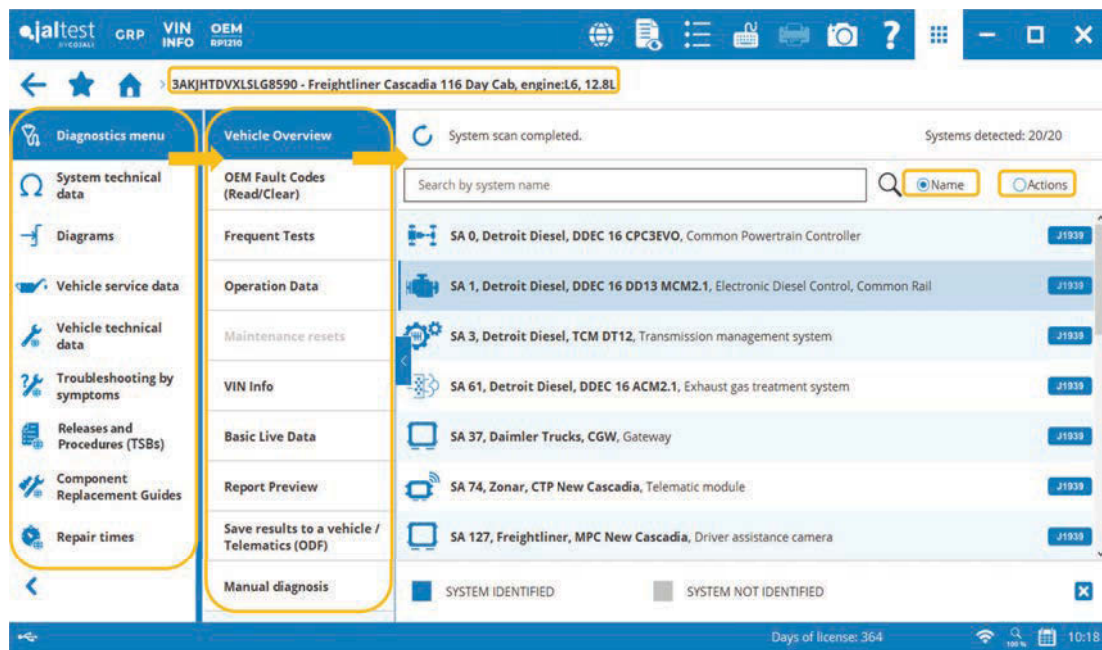 jaltest
BY COJALI
GRP
VIN
INFO
OEM
RP1210
?
3AKJHTDVXLSLG8590 - Freightliner Cascadia 116 Day Cab, engine:L6, 12.8L
Diagnostics menu
System technical
data
Diagrams
Vehicle service data
Vehicle technical
data
Troubleshooting by
symptoms
Releases and
Procedures (TSBs)
Component
Replacement Guides
Repair times
Vehicle Overview
OEM Fault Codes
(Read/Clear)
Frequent Tests
Operation Data
Maintenance resets
VIN Info
Basic Live Data
Report Preview
Save results to a vehicle /
Telematics (ODF)
Manual diagnosis
System scan completed.
Systems detected: 20/20
Search by system name
Name
Actions
SA 0, Detroit Diesel, DDEC 16 CPC3EVO, Common Powertrain Controller J1939
SA 1, Detroit Diesel, DDEC 16 DD13 MCM2.1, Electronic Diesel Control, Common Rail J1939
SA 3, Detroit Diesel, TCM DT12, Transmission management system J1939
SA 61, Detroit Diesel, DDEC 16 ACM2.1, Exhaust gas treatment system J1939
SA 37, Daimler Trucks, CGW, Gateway J1939
SA 74, Zonar, CTP New Cascadia, Telematic module J1939
SA 127, Freightliner, MPC New Cascadia, Driver assistance camera J1939
SYSTEM IDENTIFIED
SYSTEM NOT IDENTIFIED
Days of license: 364
100 %
10:18